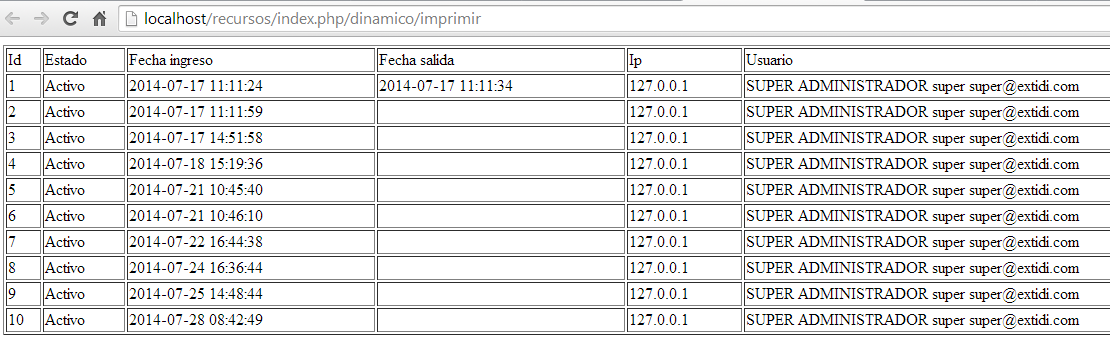 localhost/recursos/index.php/dinamico/imprimir
Id Estado Fecha ingreso Fecha salida Ip Usuario
1 Activo 2014-07-17 11:11:24 2014-07-17 11:11:34 127.0.0.1 SUPER ADMINISTRADOR super super@extidi.com
2 Activo 2014-07-17 11:11:59 127.0.0.1 SUPER ADMINISTRADOR super super@extidi.com
3 Activo 2014-07-17 14:51:58 127.0.0.1 SUPER ADMINISTRADOR super super@extidi.com
4 Activo 2014-07-18 15:19:36 127.0.0.1 SUPER ADMINISTRADOR super super@extidi.com
5 Activo 2014-07-21 10:45:40 127.0.0.1 SUPER ADMINISTRADOR super super@extidi.com
6 Activo 2014-07-21 10:46:10 127.0.0.1 SUPER ADMINISTRADOR super super@extidi.com
7 Activo 2014-07-22 16:44:38 127.0.0.1 SUPER ADMINISTRADOR super super@extidi.com
8 Activo 2014-07-24 16:36:44 127.0.0.1 SUPER ADMINISTRADOR super super@extidi.com
9 Activo 2014-07-25 14:48:44 127.0.0.1 SUPER ADMINISTRADOR super super@extidi.com
10 Activo 2014-07-28 08:42:49 127.0.0.1 SUPER ADMINISTRADOR super super@extidi.com